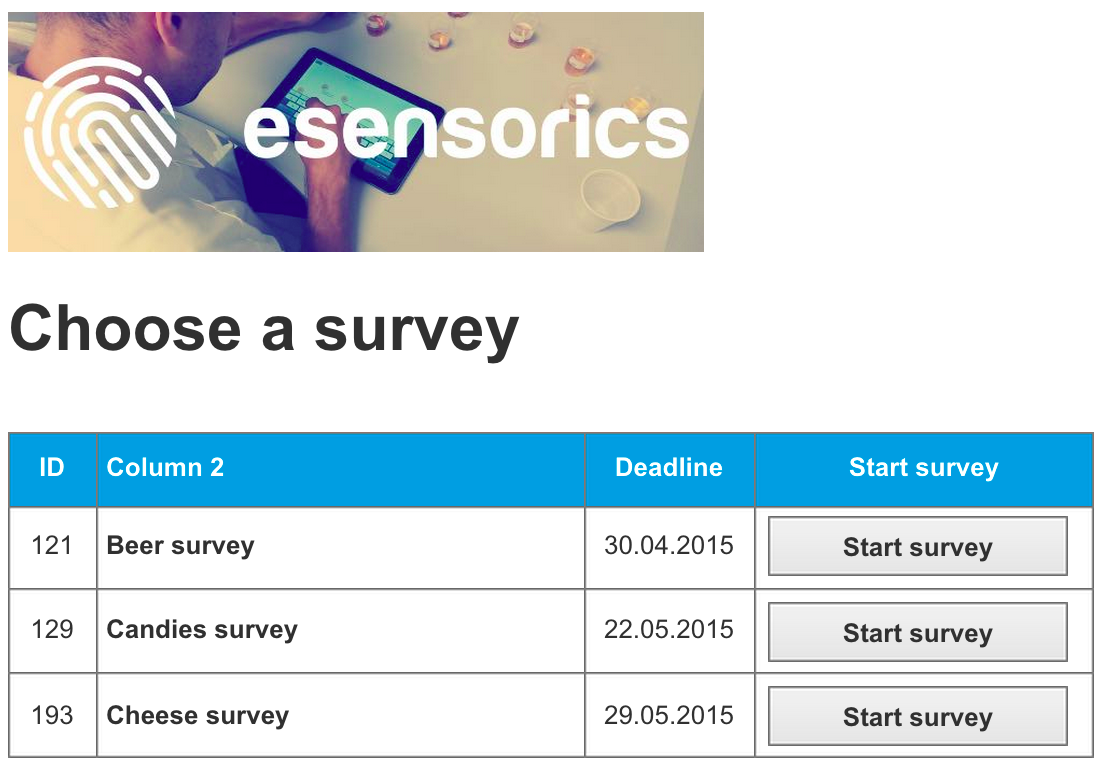 esensorics
Choose a survey
ID Column 2 Deadline Start survey
121 Beer survey 30.04.2015 Start survey
129 Candies survey 22.05.2015 Start survey
193 Cheese survey 29.05.2015 Start survey